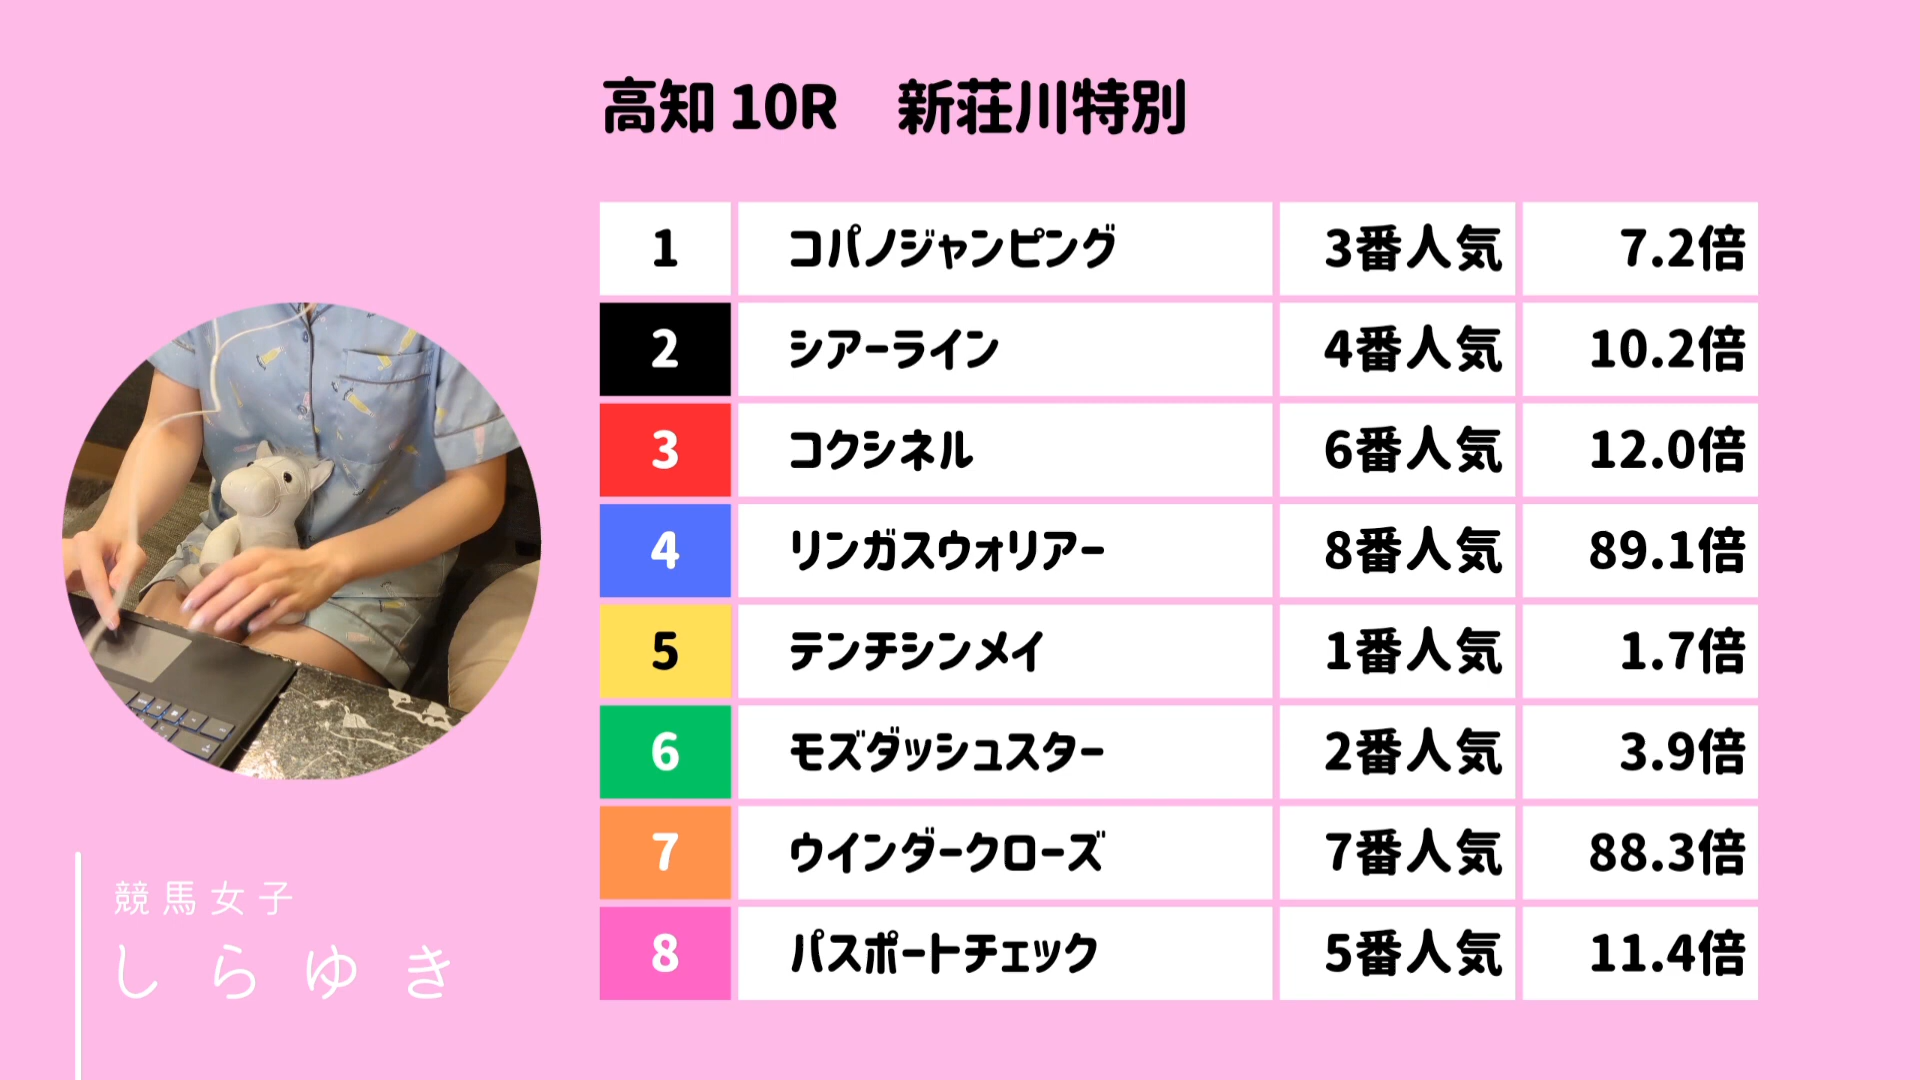 高知 10R　新荘川特別
1 コパノジャンピング 3番人気 7.2倍
2 シアーライン 4番人気 10.2倍
3 コクシネル 6番人気 12.0倍
4 リンガスウォリアー 8番人気 89.1倍
5 テンチシンメイ 1番人気 1.7倍
6 モズダッシュスター 2番人気 3.9倍
7 ウインダークローズ 7番人気 88.3倍
8 パスポートチェック 5番人気 11.4倍
競馬女子
しらゆき